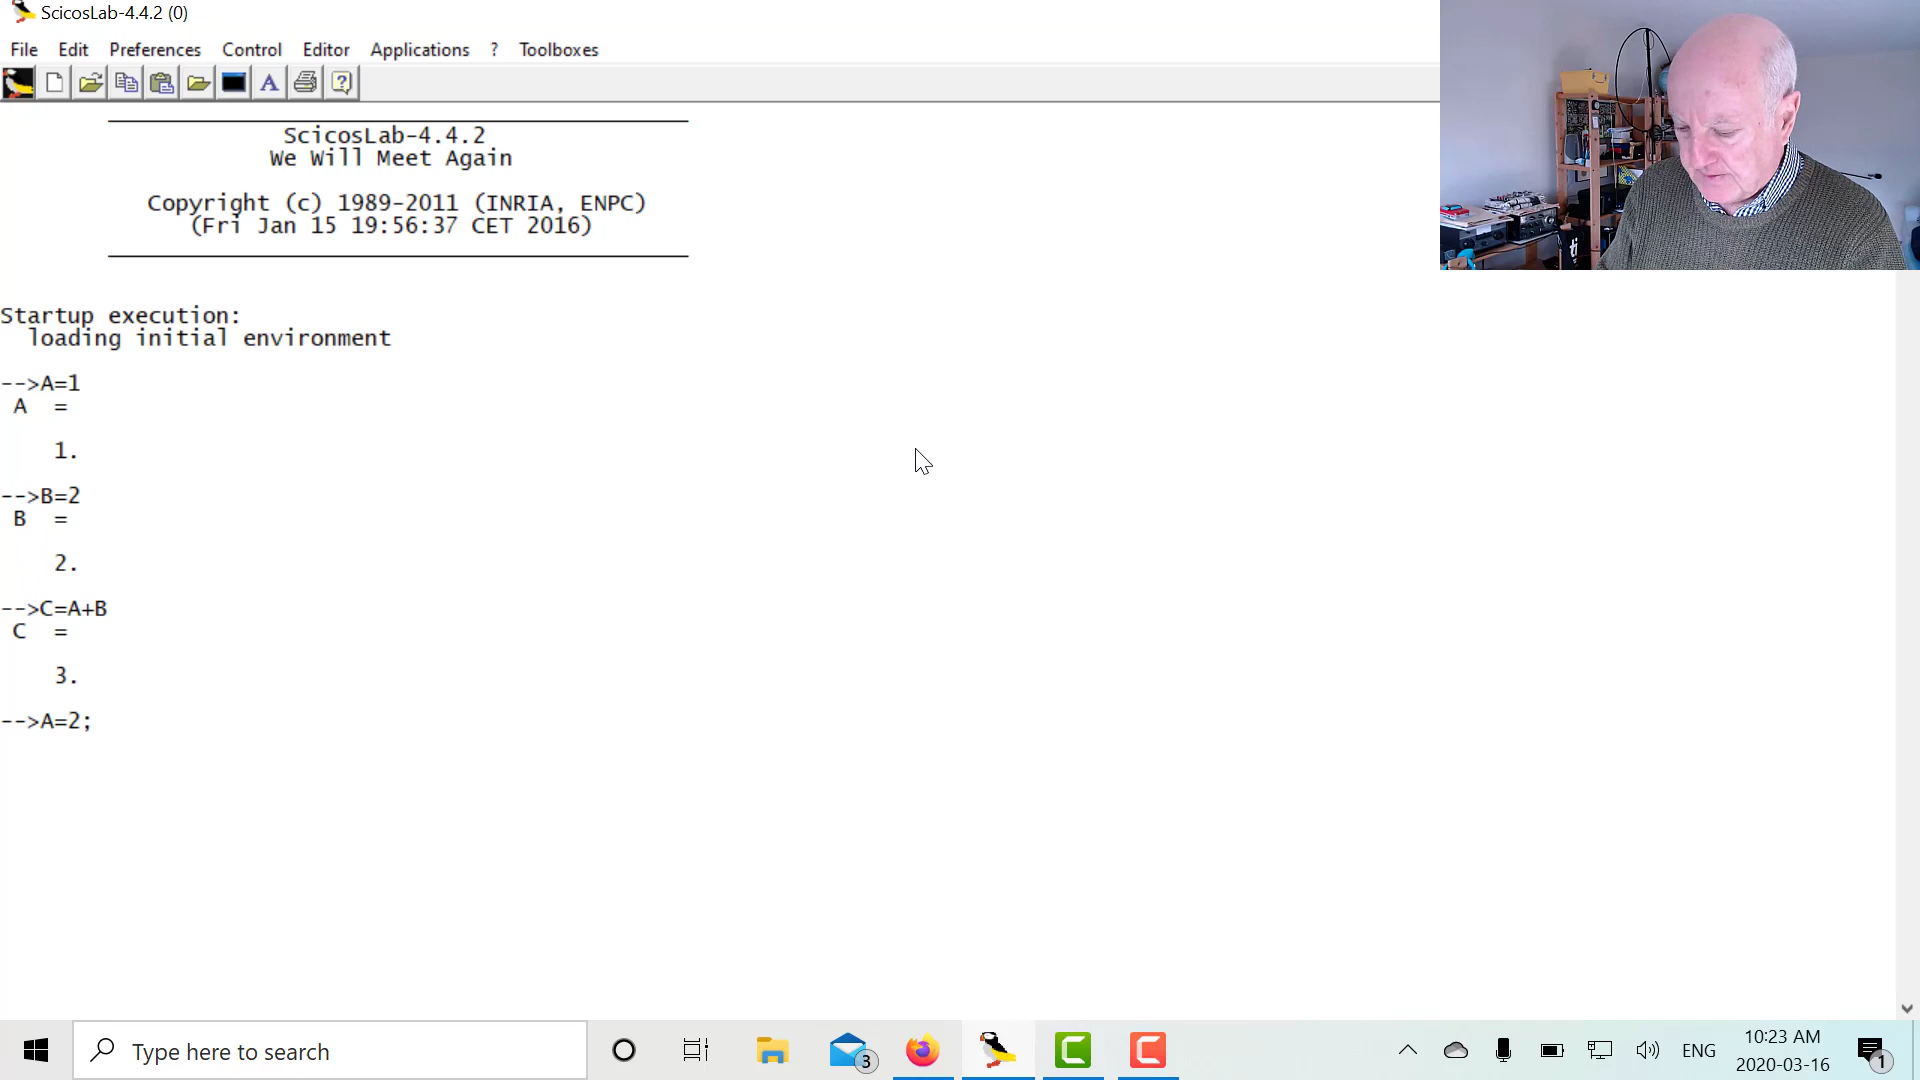 ScicosLab-4.4.2 (0)
File Edit Preferences Control Editor Applications ? Toolboxes
ScicosLab-4.4.2
We Will Meet Again
Copyright (c) 1989-2011 (INRIA, ENPC)
(Fri Jan 15 19:56:37 CET 2016)
Startup execution:
loading initial environment
-->A=1
A =
1.
-->B=2
B =
2.
-->C=A+B
C =
3.
-->A=2;
Type here to search
3
ENG
10:23 AM
2020-03-16
1